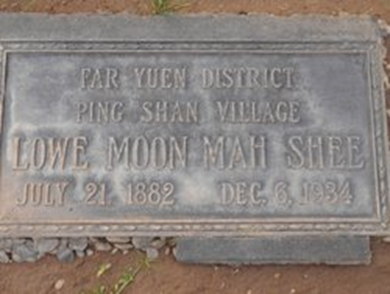 FAR YUEN DISTRICT
PING SHAN VILLAGE
LOWE MOON MAH SHEE
JULY 21, 1882 DEC. 6, 1934